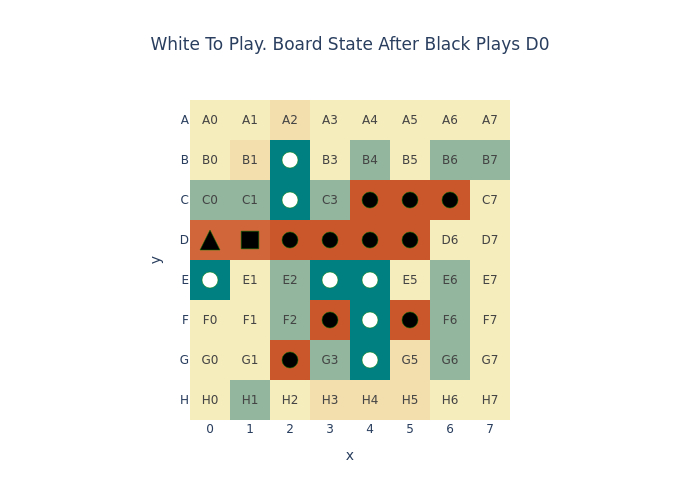 White To Play. Board State After Black Plays D0
A A0 A1 A2 A3 A4 A5 A6 A7
B B0 B1 B3 B4 B5 B6 B7
C C0 C1 C3 C7
D D6 D7
E E1 E2 E5 E6 E7
F F0 F1 F2 F6 F7
G G0 G1 G3 G5 G6 G7
H H0 H1 H2 H3 H4 H5 H6 H7
0 1 2 3 4 5 6 7
x
y